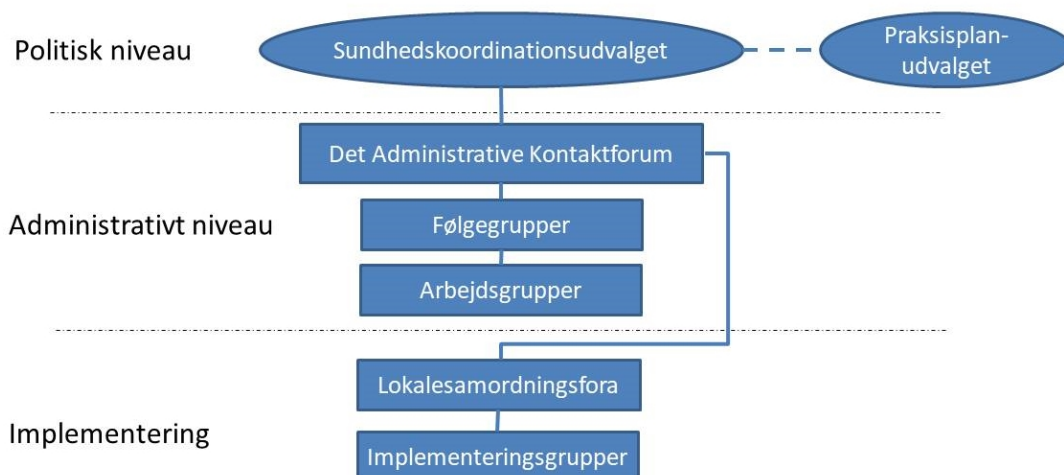 Politisk niveau
Sundhedskoordinationsudvalget
Praksisplan-
udvalget
Det Administrative Kontaktforum
Administrativt niveau
Følgegrupper
Arbejdsgrupper
Lokalesamordningsfora
Implementering
Implementeringsgrupper